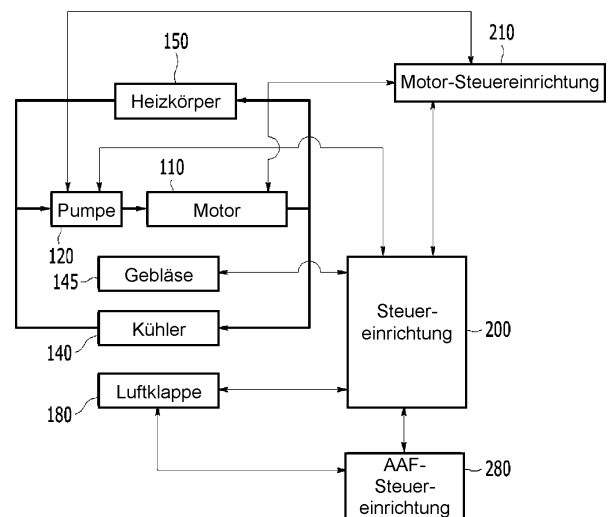 150
210
Heizkörper
Motor-Steuereinrichtung
110
Pumpe
Motor
120
145
Gebläse
Steuer-
einrichtung
200
Kühler
140
Luftklappe
180
AAF-
Steuer-
einrichtung
280